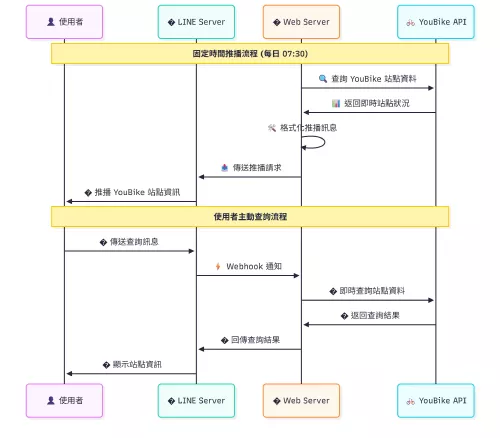 👤 使用者
� LINE Server
� Web Server
🚲 YouBike API
固定時間推播流程 (每日 07:30)
🔍 查詢 YouBike 站點資料
📊 返回即時站點狀況
🛠️ 格式化推播訊息
📤 傳送推播請求
� 推播 YouBike 站點資訊
使用者主動查詢流程
� 傳送查詢訊息
⚡ Webhook 通知
� 即時查詢站點資料
� 返回查詢結果
� 回傳查詢結果
� 顯示站點資訊
👤 使用者
� LINE Server
� Web Server
🚲 YouBike API